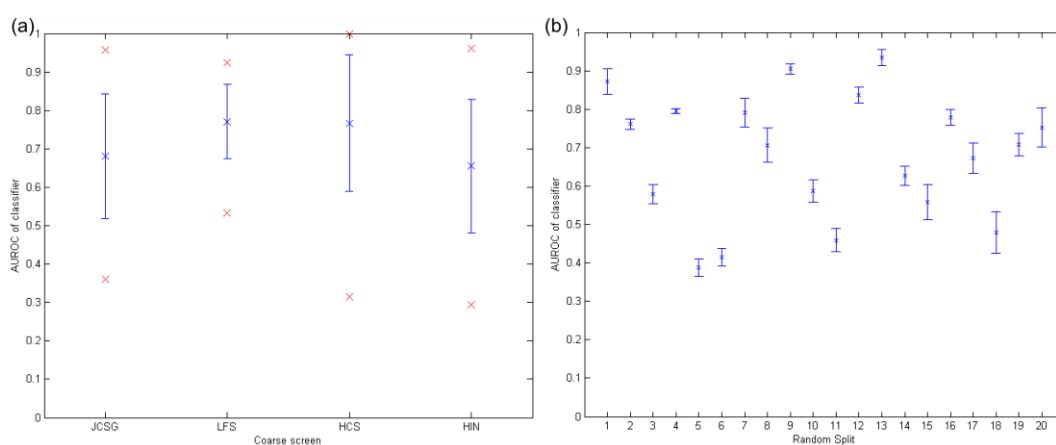 (a)
1
0.9
0.8
0.7
0.6
0.5
0.4
0.3
0.2
0.1
0
AUROC of classifier
JCSG LFS HCS HIN
Coarse screen
(b)
1
0.9
0.8
0.7
0.6
0.5
0.4
0.3
0.2
0.1
0
AUROC of classifier
1 2 3 4 5 6 7 8 9 10 11 12 13 14 15 16 17 18 19 20
Random Split